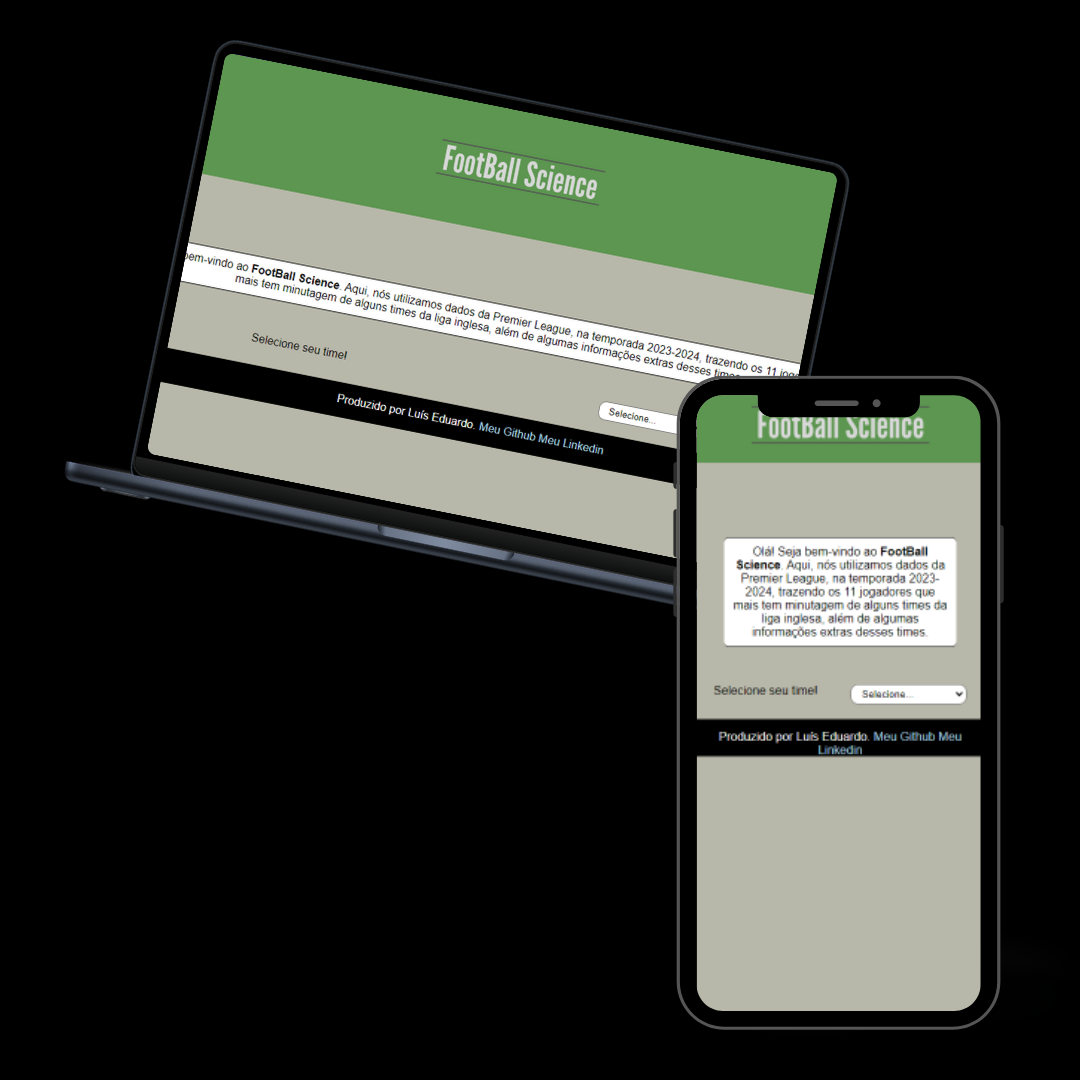 FootBall Science
bem-vindo ao FootBall Science. Aqui, nós utilizamos dados da Premier League, na temporada 2023-2024, trazendo os 11
mais tem minutagem de alguns times da liga inglesa, além de algumas informações extras desses times.
Selecione seu time!
Selecione...
Produzido por Luís Eduardo. Meu Github Meu Linkedin
FootBall Science
Olá! Seja bem-vindo ao FootBall
Science. Aqui, nós utilizamos dados da
Premier League, na temporada 2023-
2024, trazendo os 11 jogadores que
mais tem minutagem de alguns times da
liga inglesa, além de algumas
informações extras desses times.
Selecione seu time!
Selecione...
Produzido por Luís Eduardo. Meu Github Meu
Linkedin